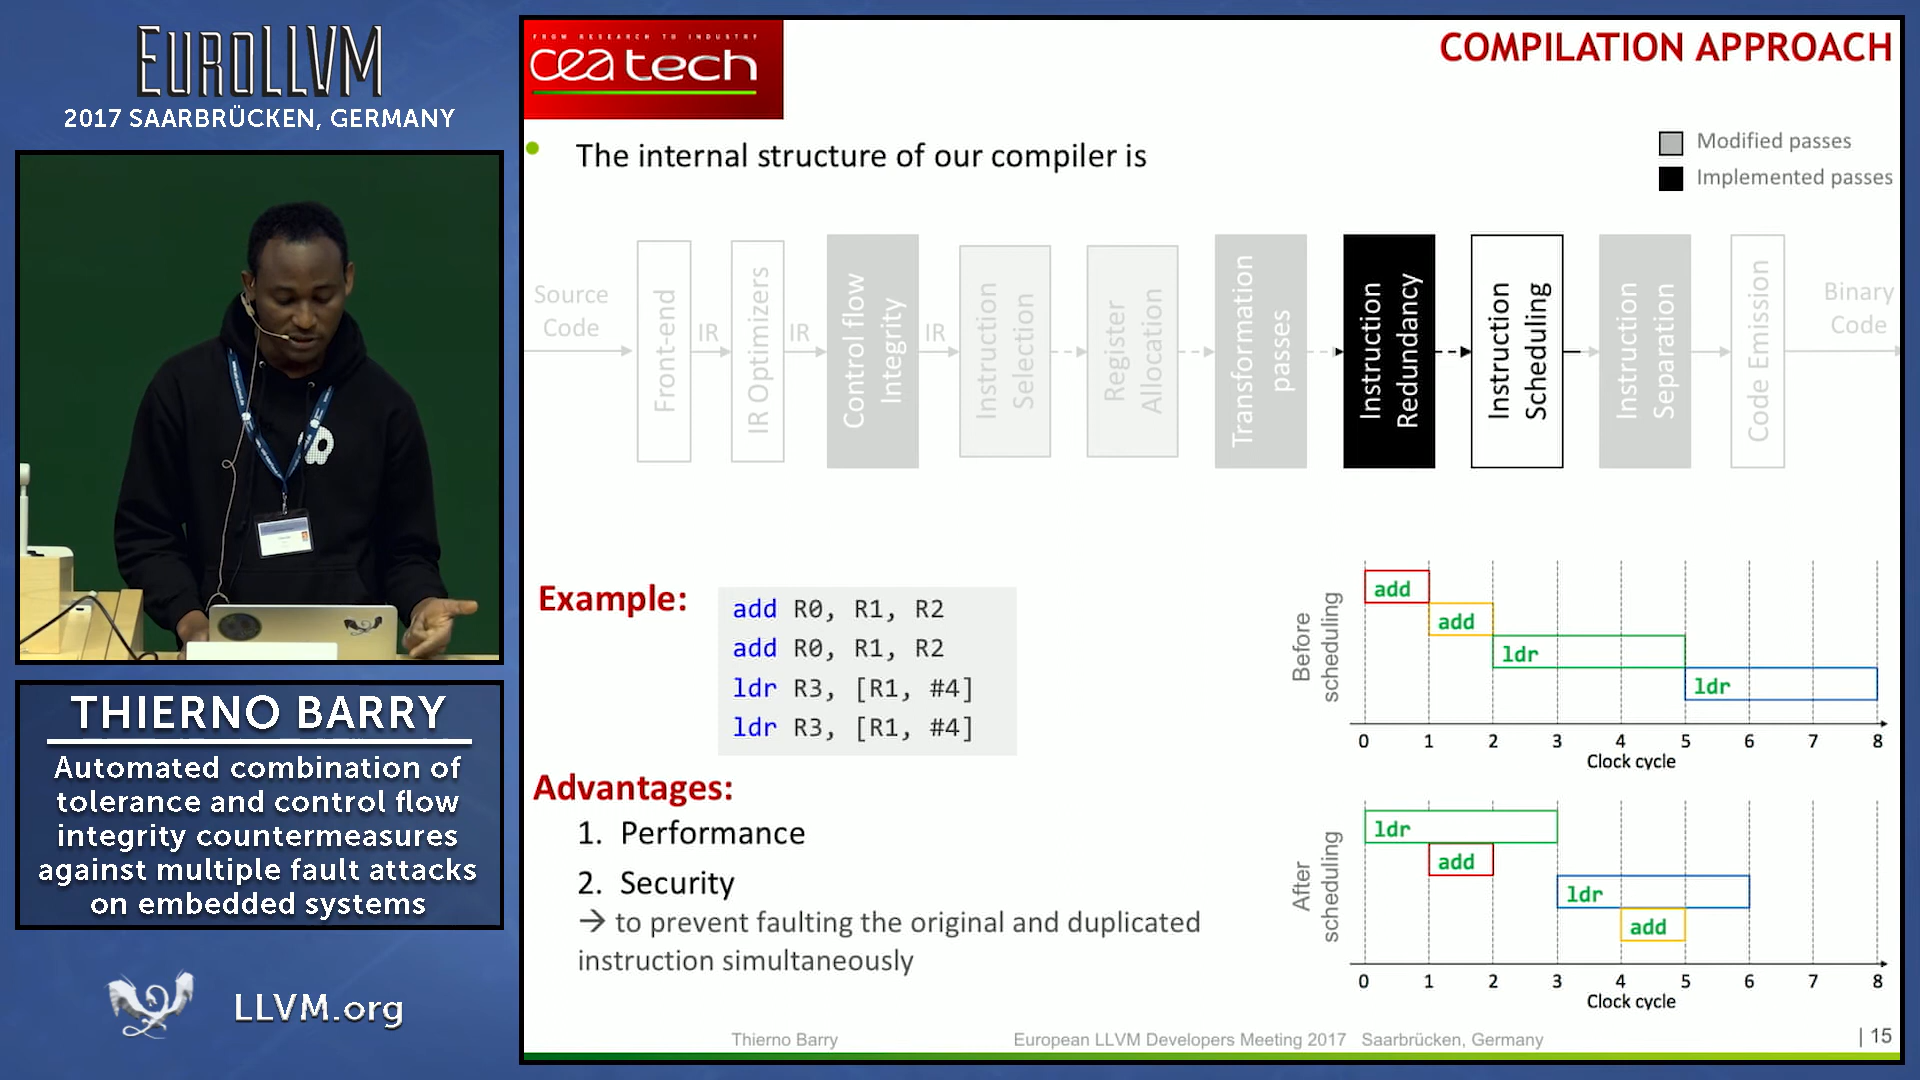 EUROLLVM
2017 SAARBRÜCKEN, GERMANY
THIERNO BARRY
Automated combination of
tolerance and control flow
integrity countermeasures
against multiple fault attacks
on embedded systems
LLVM.org
FROM RESEARCH TO INDUSTRY
cea tech
COMPILATION APPROACH
Modified passes
Implemented passes
• The internal structure of our compiler is
Source
Code
Front-end
IR
IR Optimizers
IR
Control flow
Integrity
IR
Instruction
Selection
Register
Allocation
Transformation
passes
Instruction
Redundancy
Instruction
Scheduling
Instruction
Separation
Code Emission
Binary
Code
Example:
add R0, R1, R2
add R0, R1, R2
ldr R3, [R1, #4]
ldr R3, [R1, #4]
Advantages:
1. Performance
2. Security
→ to prevent faulting the original and duplicated
instruction simultaneously
Before
scheduling
add
add
ldr
ldr
0 1 2 3 4 5 6 7 8
Clock cycle
After
scheduling
ldr
add
ldr
add
0 1 2 3 4 5 6 7 8
Clock cycle
Thierno Barry
European LLVM Developers Meeting 2017 Saarbrücken, Germany
| 15